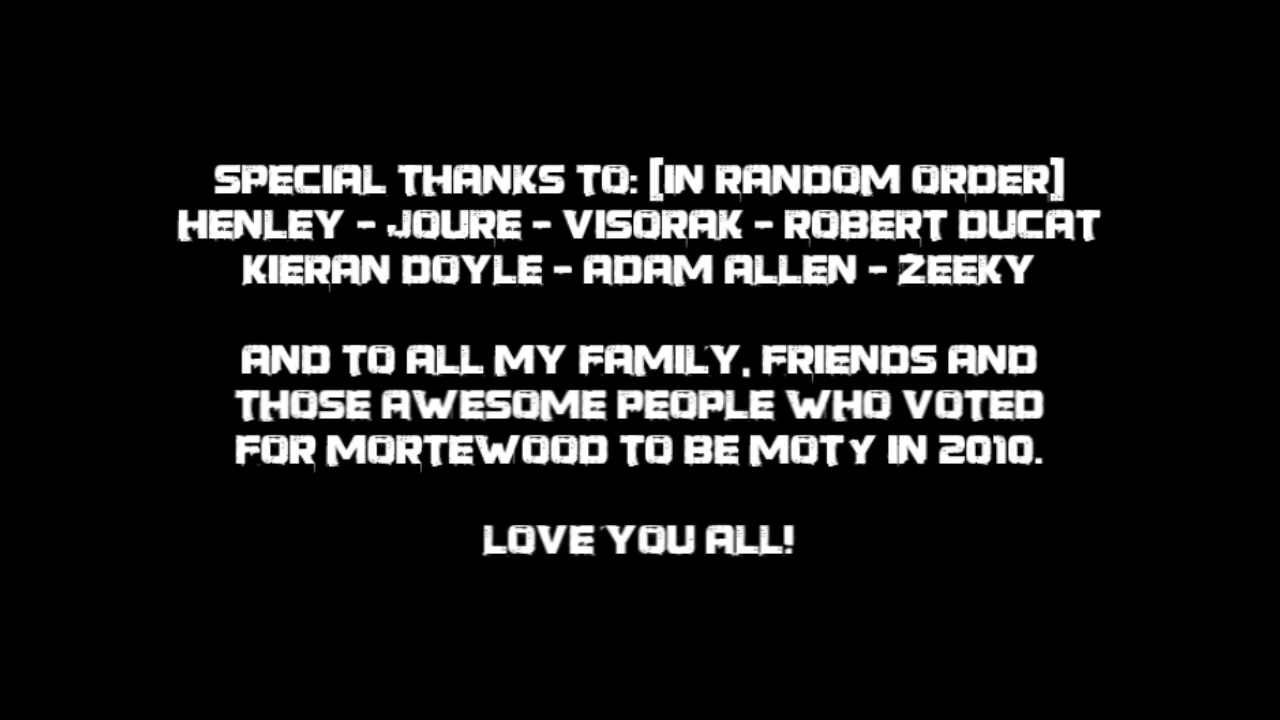 SPECIAL THANKS TO: [IN RANDOM ORDER]
HENLEY - JOURE - VISORAK - ROBERT DUCAT
KIERAN DOYLE - ADAM ALLEN - ZEEKY
AND TO ALL MY FAMILY, FRIENDS AND
THOSE AWESOME PEOPLE WHO VOTED
FOR MORTEWOOD TO BE MOTY IN 2010.
LOVE YOU ALL!